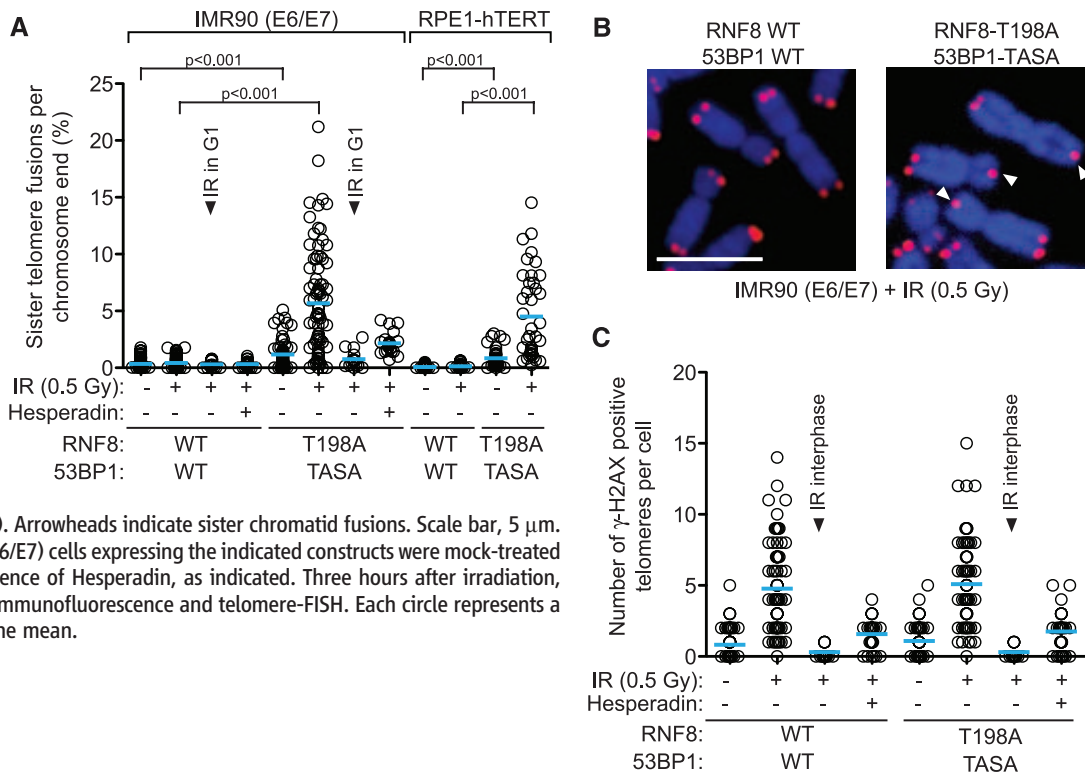 A
IMR90 (E6/E7)
RPE1-hTERT
p<0.001
p<0.001
p<0.001
p<0.001
Sister telomere fusions per
chromosome end (%)
25
20
15
10
5
0
IR in G1
IR in G1
IR (0.5 Gy): - + + + - + + + - + - +
Hesperadin: - - - + - - - + - - - -
RNF8: WT T198A WT T198A
53BP1: WT TASA WT TASA
). Arrowheads indicate sister chromatid fusions. Scale bar, 5 μm.
6/E7) cells expressing the indicated constructs were mock-treated
ence of Hesperadin, as indicated. Three hours after irradiation,
mmunofluorescence and telomere-FISH. Each circle represents a
ne mean.
B
RNF8 WT
53BP1 WT
RNF8-T198A
53BP1-TASA
IMR90 (E6/E7) + IR (0.5 Gy)
C
Number of γ-H2AX positive
telomeres per cell
20
15
10
5
0
IR interphase
IR interphase
IR (0.5 Gy): - + + + - + + +
Hesperadin: - - - + - - - +
RNF8: WT T198A
53BP1: WT TASA